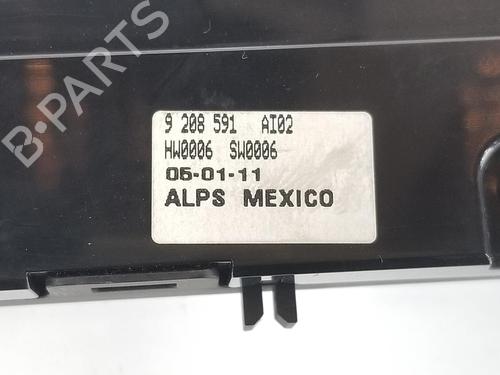 9 208 591 AI02
HW0006 SW0006
05-01-11
ALPS MEXICO
B-PARTS